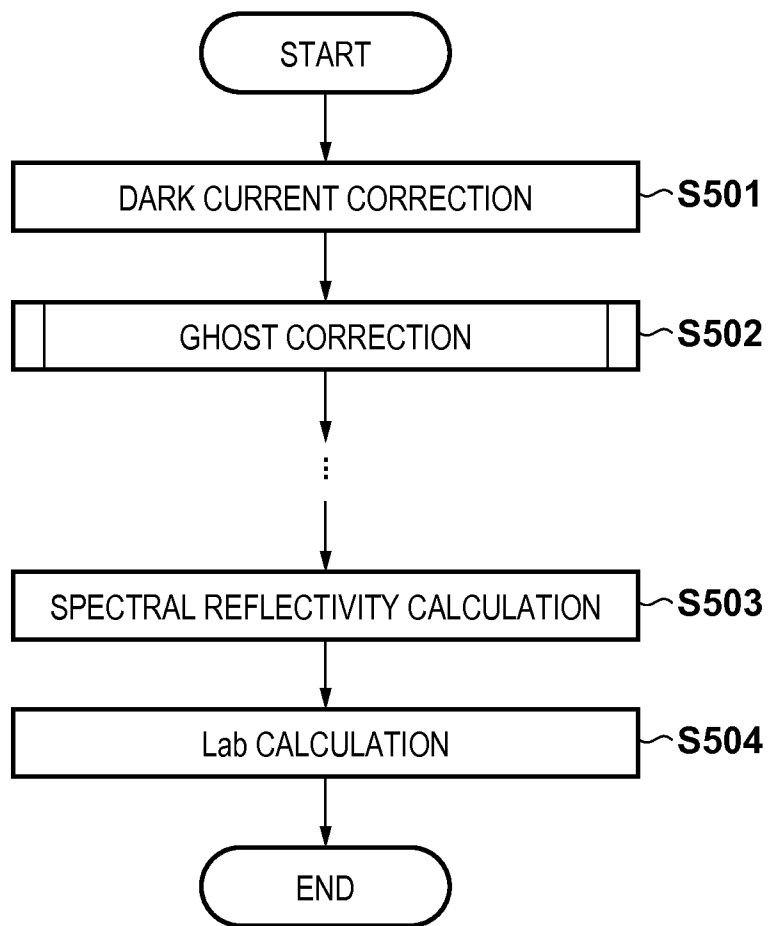 START
DARK CURRENT CORRECTION S501
GHOST CORRECTION S502
...
SPECTRAL REFLECTIVITY CALCULATION S503
Lab CALCULATION S504
END